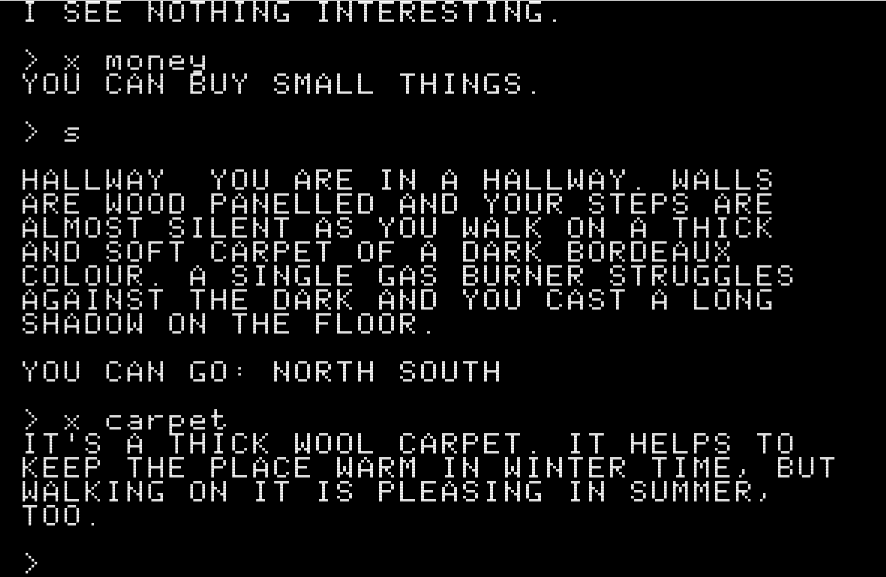 I SEE NOTHING INTERESTING.
> x money
YOU CAN BUY SMALL THINGS.
> s
HALLWAY  YOU ARE IN A HALLWAY. WALLS
ARE WOOD PANELLED AND YOUR STEPS ARE
ALMOST SILENT AS YOU WALK ON A THICK
AND SOFT CARPET OF A DARK BORDEAUX
COLOUR. A SINGLE GAS BURNER STRUGGLES
AGAINST THE DARK AND YOU CAST A LONG
SHADOW ON THE FLOOR.
YOU CAN GO: NORTH SOUTH
> x carpet
IT'S A THICK WOOL CARPET. IT HELPS TO
KEEP THE PLACE WARM IN WINTER TIME, BUT
WALKING ON IT IS PLEASING IN SUMMER,
TOO.
>